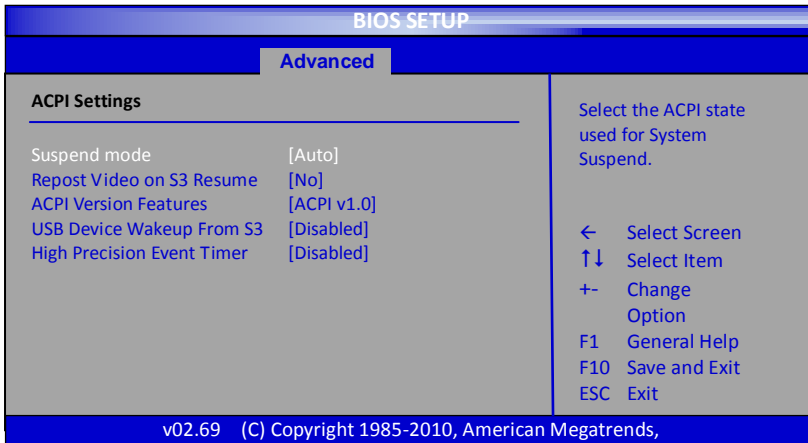 BIOS SETUP
Advanced
ACPI Settings
Suspend mode [Auto]
Repost Video on S3 Resume [No]
ACPI Version Features [ACPI v1.0]
USB Device Wakeup From S3 [Disabled]
High Precision Event Timer [Disabled]
Select the ACPI state
used for System
Suspend.
← Select Screen
↑↓ Select Item
+- Change
Option
F1 General Help
F10 Save and Exit
ESC Exit
v02.69 (C) Copyright 1985-2010, American Megatrends,